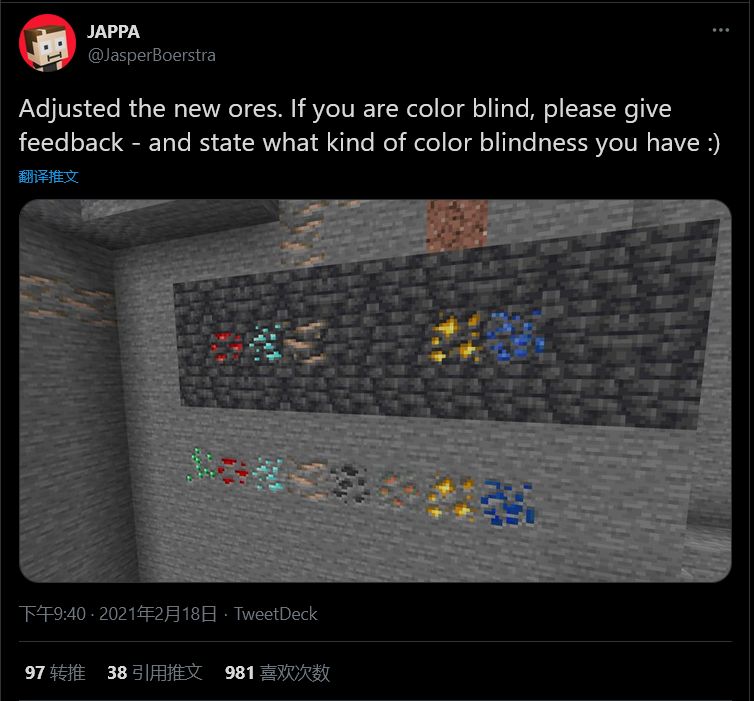 JAPPA
@JasperBoerstra
Adjusted the new ores. If you are color blind, please give
feedback - and state what kind of color blindness you have :)
翻译推文
下午9:40 · 2021年2月18日 · TweetDeck
97 转推 38 引用推文 981 喜欢次数